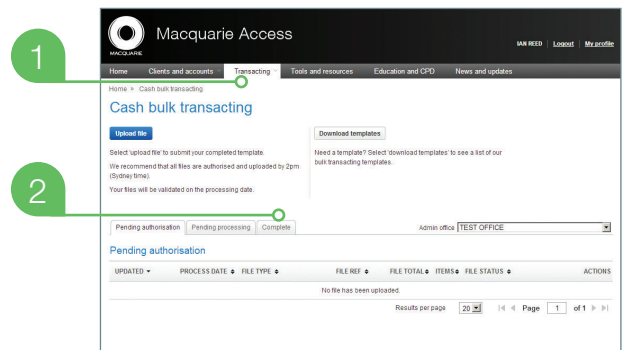 1
Macquarie Access
MACQUARIE
IAN REED Logout My profile
Home Clients and accounts Transacting Tools and resources Education and CPD News and updates
Home > Cash bulk transacting
Cash bulk transacting
Upload file
Select 'upload file' to submit your completed template.
We recommend that all files are authorised and uploaded by 2pm
(Sydney time).
Your files will be validated on the processing date.
Download templates
Need a template? Select 'download templates' to see a list of our
bulk transacting templates.
2
Pending authorisation Pending processing Complete
Admin office TEST OFFICE
Pending authorisation
UPDATED PROCESS DATE FILE TYPE FILE REF FILE TOTAL ITEMS FILE STATUS ACTIONS
No file has been uploaded.
Results per page 20 Page 1 of 1